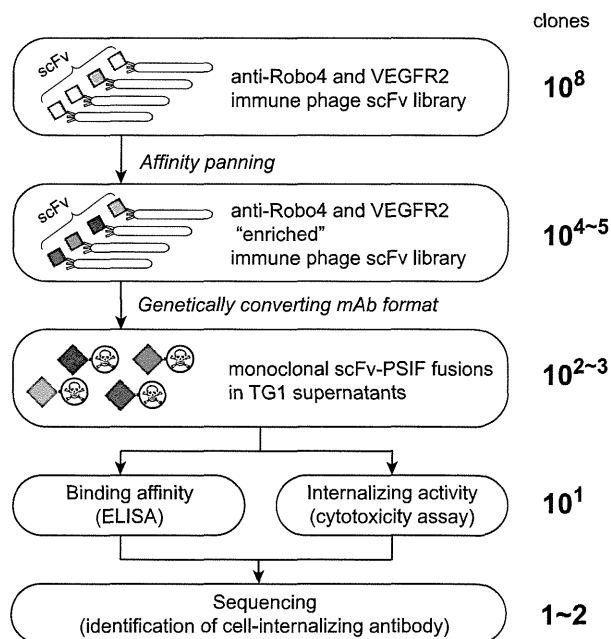 clones
scFv
anti-Robo4 and VEGFR2
immune phage scFv library
10^8
Affinity panning
scFv
anti-Robo4 and VEGFR2
"enriched"
immune phage scFv library
10^4~5
Genetically converting mAb format
monoclonal scFv-PSIF fusions
in TG1 supernatants
10^2~3
Binding affinity
(ELISA)
Internalizing activity
(cytotoxicity assay)
10^1
Sequencing
(identification of cell-internalizing antibody)
1~2